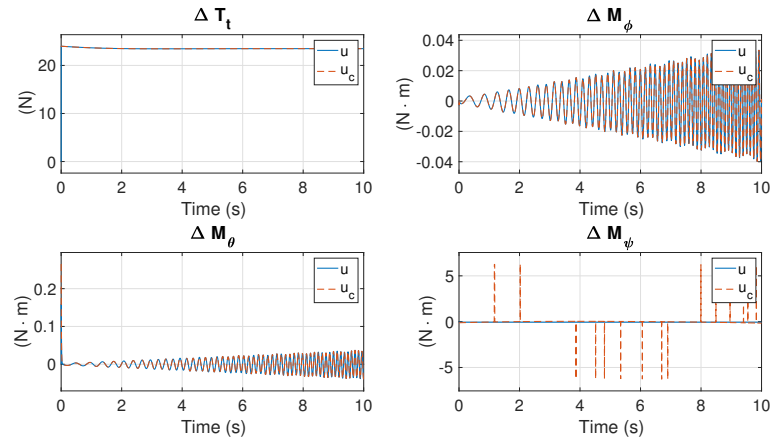 Δ T_t
(N)
20
10
0
0 2 4 6 8 10
Time (s)
u
u_c
Δ M_ϕ
(N · m)
0.04
0.02
0
-0.02
-0.04
0 2 4 6 8 10
Time (s)
u
u_c
Δ M_θ
(N · m)
0.2
0.1
0
0 2 4 6 8 10
Time (s)
u
u_c
Δ M_ψ
(N · m)
5
0
-5
0 2 4 6 8 10
Time (s)
u
u_c